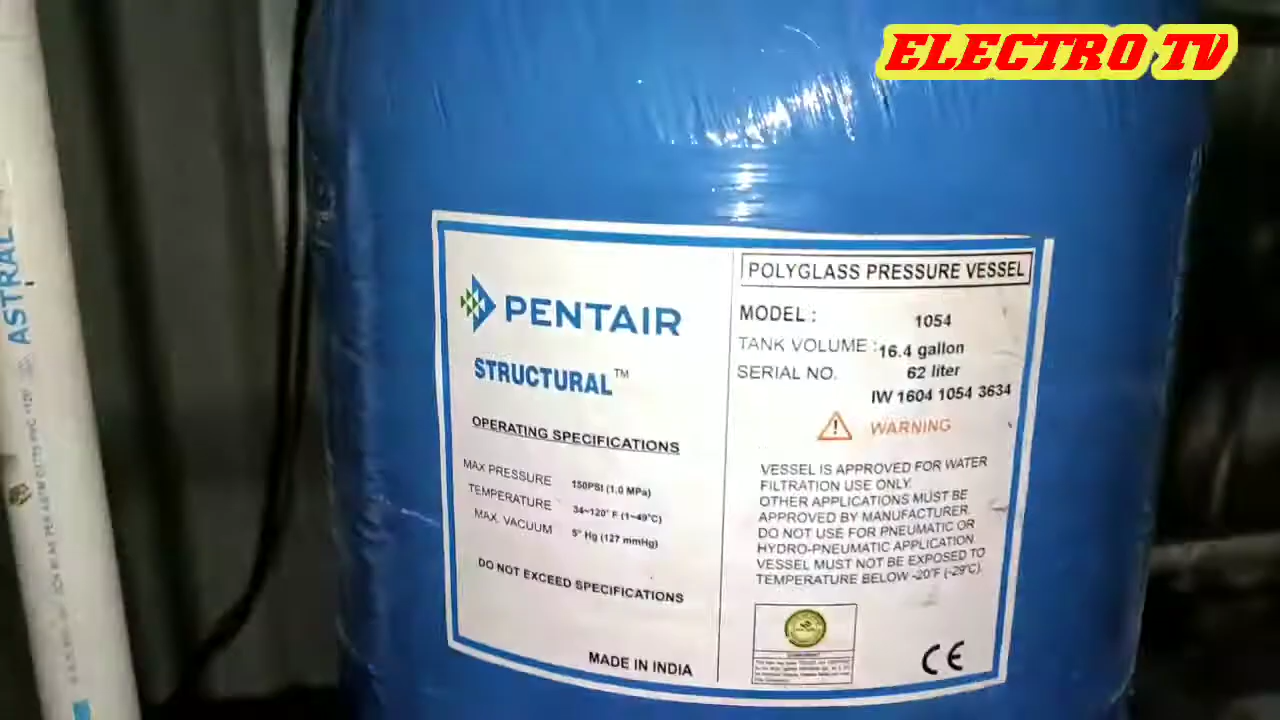 ELECTRO TV
ASTRAL
PENTAIR
STRUCTURAL™
OPERATING SPECIFICATIONS
MAX PRESSURE 150PSI (1.0 MPa)
TEMPERATURE 34~120° F (1~49°C)
MAX. VACUUM 5" Hg (127 mmHg)
DO NOT EXCEED SPECIFICATIONS
MADE IN INDIA
POLYGLASS PRESSURE VESSEL
MODEL : 1054
TANK VOLUME : 16.4 gallon
62 liter
SERIAL NO. IW 1604 1054 3634
WARNING
VESSEL IS APPROVED FOR WATER
FILTRATION USE ONLY.
OTHER APPLICATIONS MUST BE
APPROVED BY MANUFACTURER.
DO NOT USE FOR PNEUMATIC OR
HYDRO-PNEUMATIC APPLICATION.
VESSEL MUST NOT BE EXPOSED TO
TEMPERATURE BELOW -20°F (-29°C).
CE